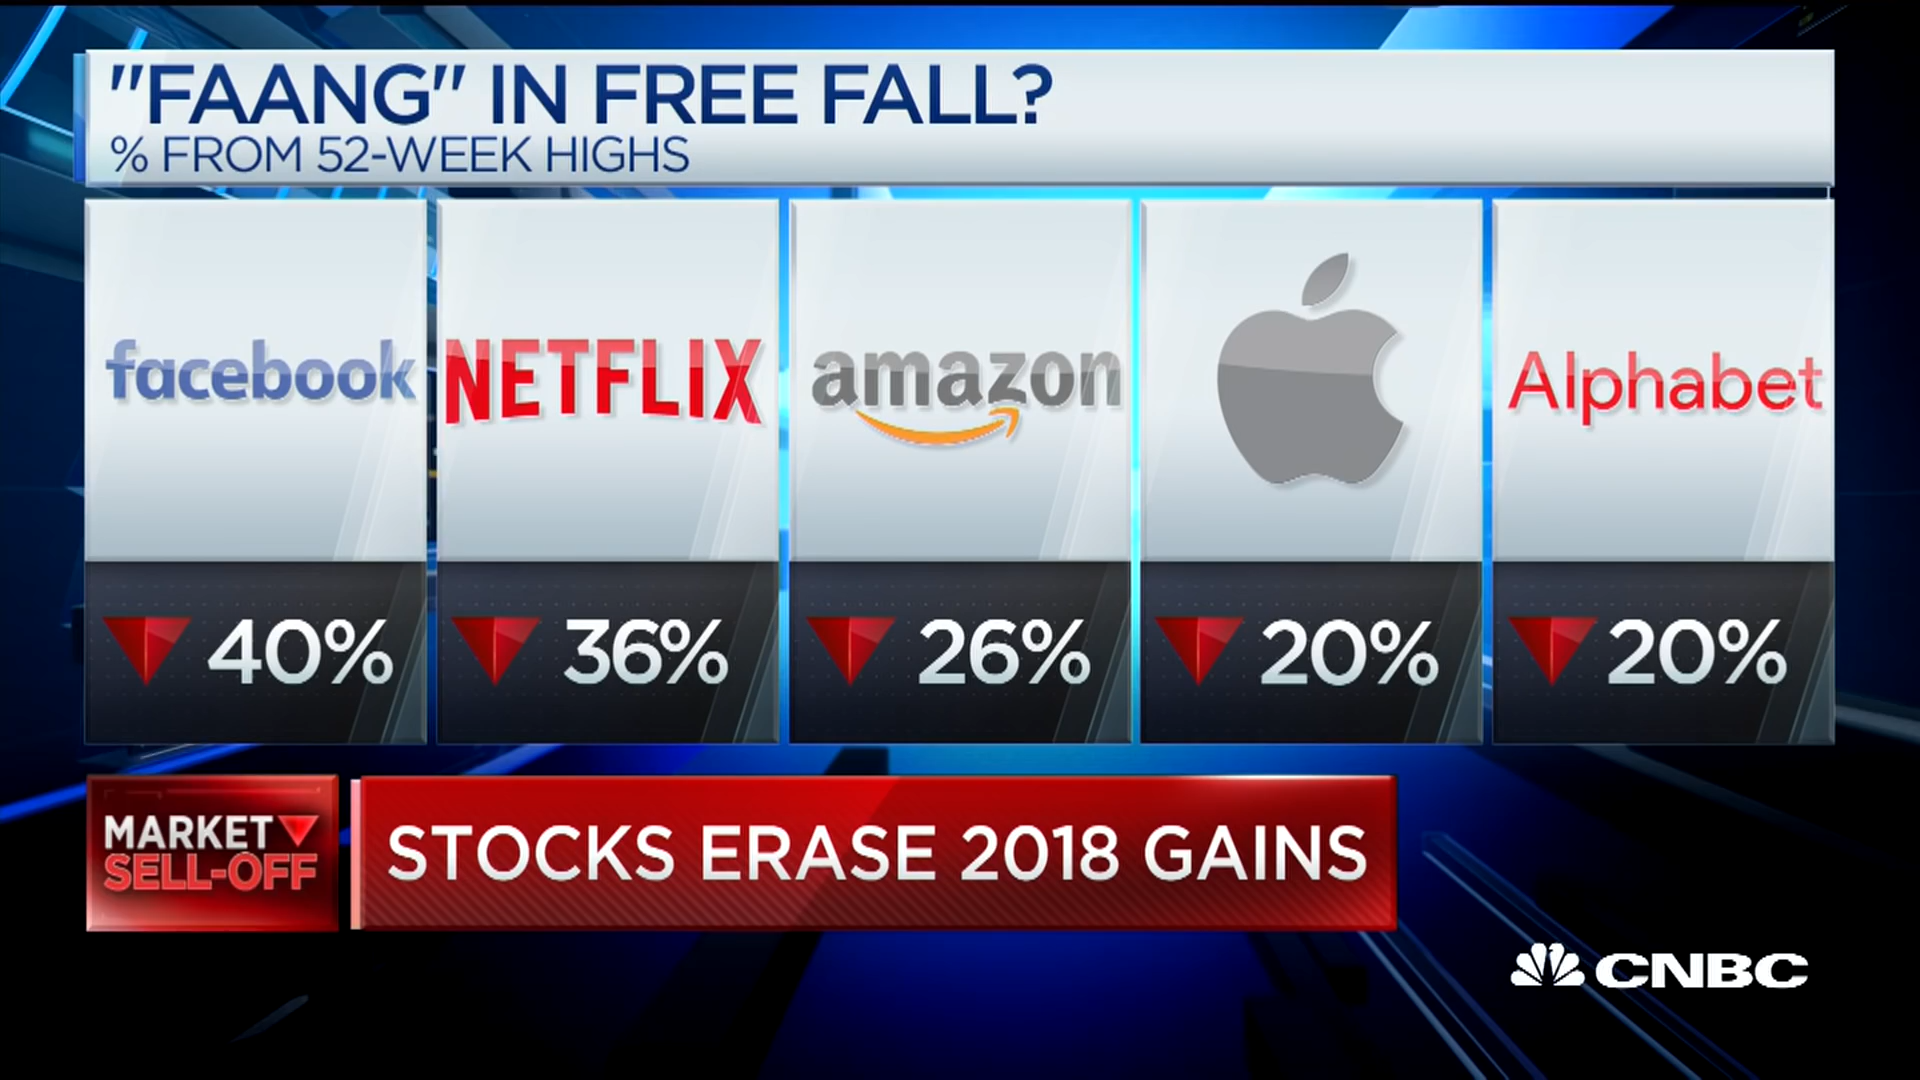 "FAANG" IN FREE FALL?
% FROM 52-WEEK HIGHS
facebook
NETFLIX
amazon
Alphabet
40%
36%
26%
20%
20%
MARKET
SELL-OFF
STOCKS ERASE 2018 GAINS
CNBC